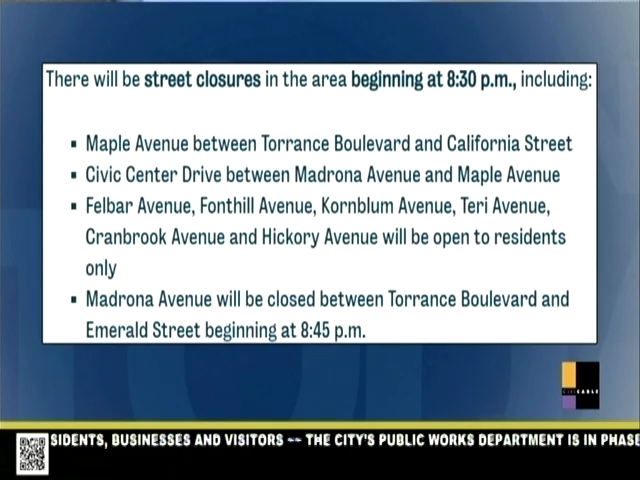 There will be street closures in the area beginning at 8:30 p.m., including:
▪ Maple Avenue between Torrance Boulevard and California Street
▪ Civic Center Drive between Madrona Avenue and Maple Avenue
▪ Felbar Avenue, Fonthill Avenue, Kornblum Avenue, Teri Avenue,
Cranbrook Avenue and Hickory Avenue will be open to residents
only
▪ Madrona Avenue will be closed between Torrance Boulevard and
Emerald Street beginning at 8:45 p.m.
CITICABLE
SIDENTS, BUSINESSES AND VISITORS -- THE CITY'S PUBLIC WORKS DEPARTMENT IS IN PHASE